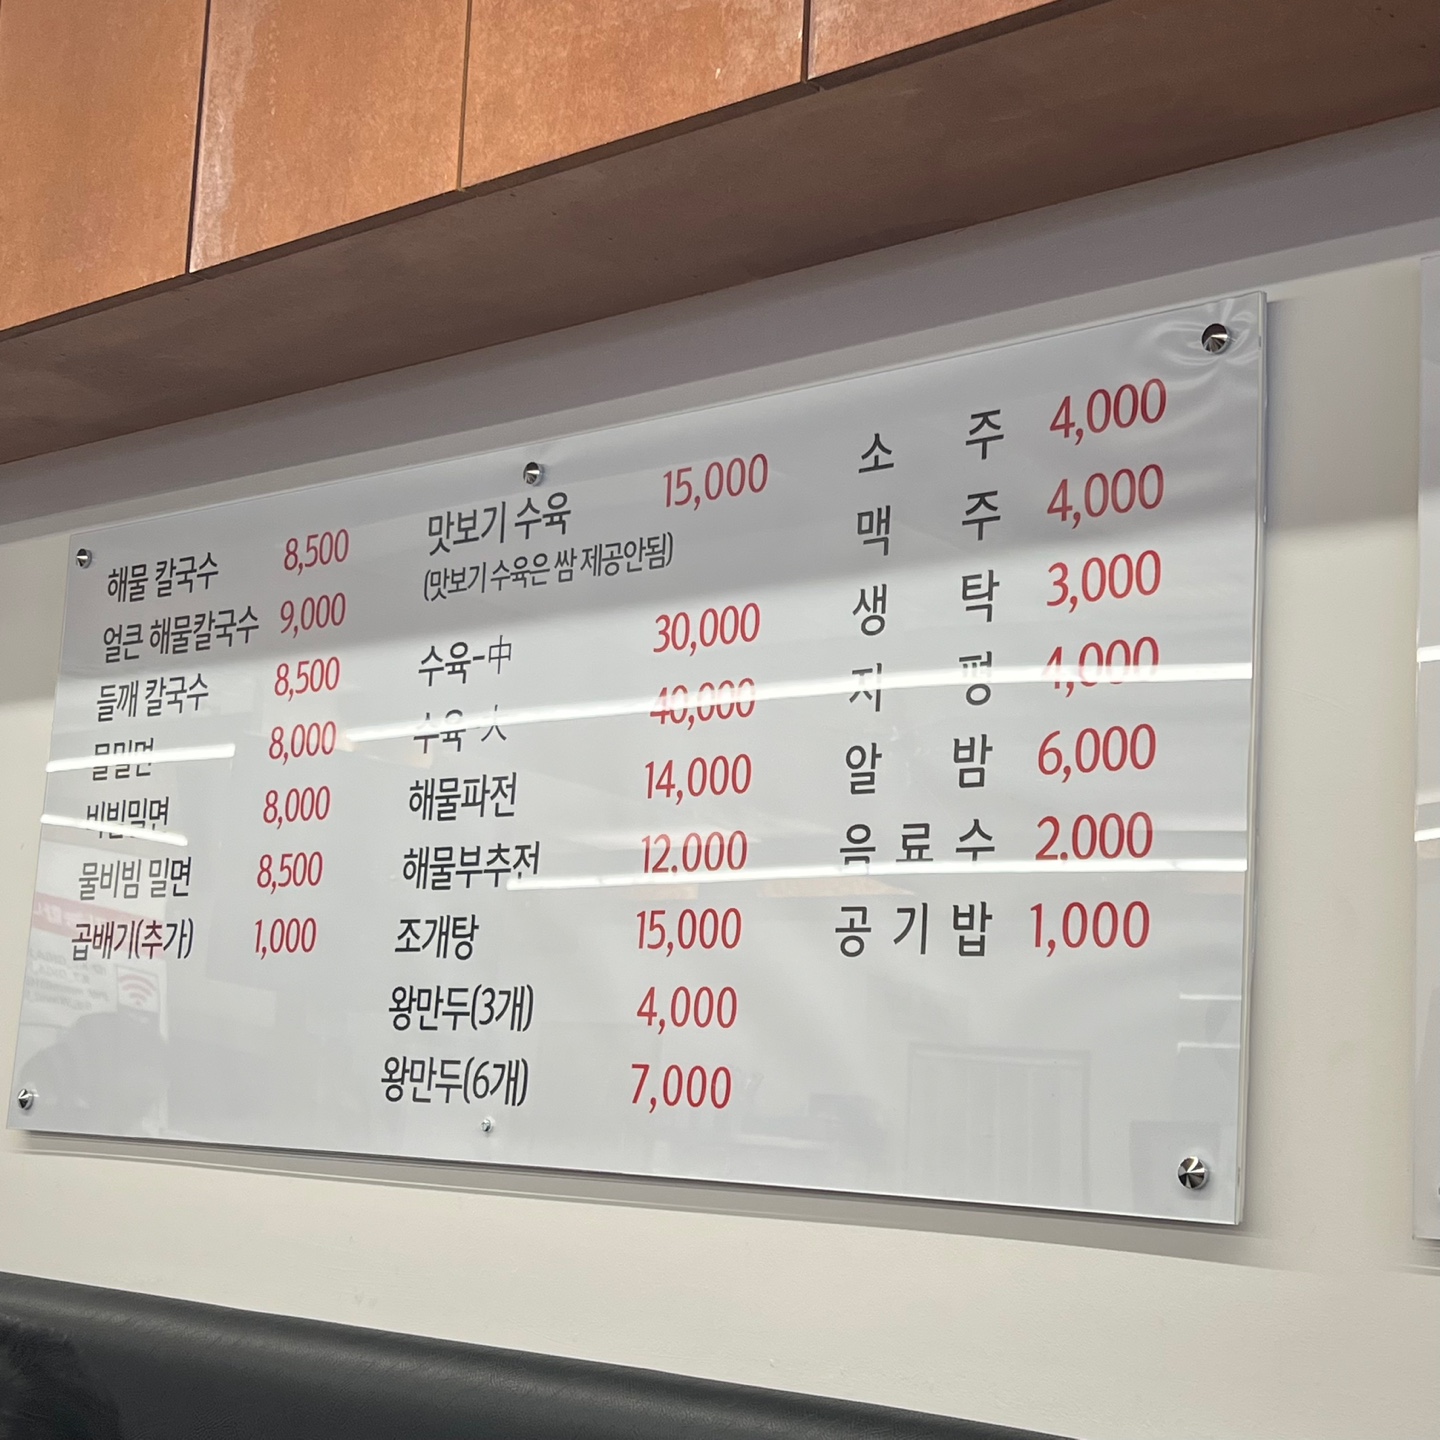 해물 칼국수 8,500
얼큰 해물칼국수 9,000
들깨 칼국수 8,500
물밀면 8,000
비빔밀면 8,000
물비빔 밀면 8,500
곱배기(추가) 1,000
맛보기 수육 15,000
(맛보기 수육은 쌈 제공안됨)
수육-中 30,000
수육-大 40,000
해물파전 14,000
해물부추전 12.000
조개탕 15,000
왕만두(3개) 4,000
왕만두(6개) 7,000
소 주 4,000
맥 주 4,000
생 탁 3,000
지 평 4,000
알 밤 6,000
음 료 수 2.000
공 기 밥 1,000